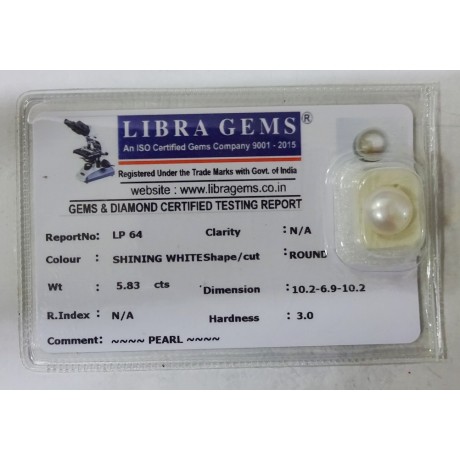 LIBRA GEMS®
An ISO Certified Gems Company 9001 - 2015
Registered Under the Trade Marks with Govt. of India
website : www.libragems.co.in
GEMS & DIAMOND CERTIFIED TESTING REPORT
ReportNo: LP 64 Clarity : N/A
Colour : SHINING WHITE Shape/cut : ROUND
Wt : 5.83 cts Dimension : 10.2-6.9-10.2
R.Index : N/A Hardness : 3.0
Comment: ~~~~ PEARL ~~~~